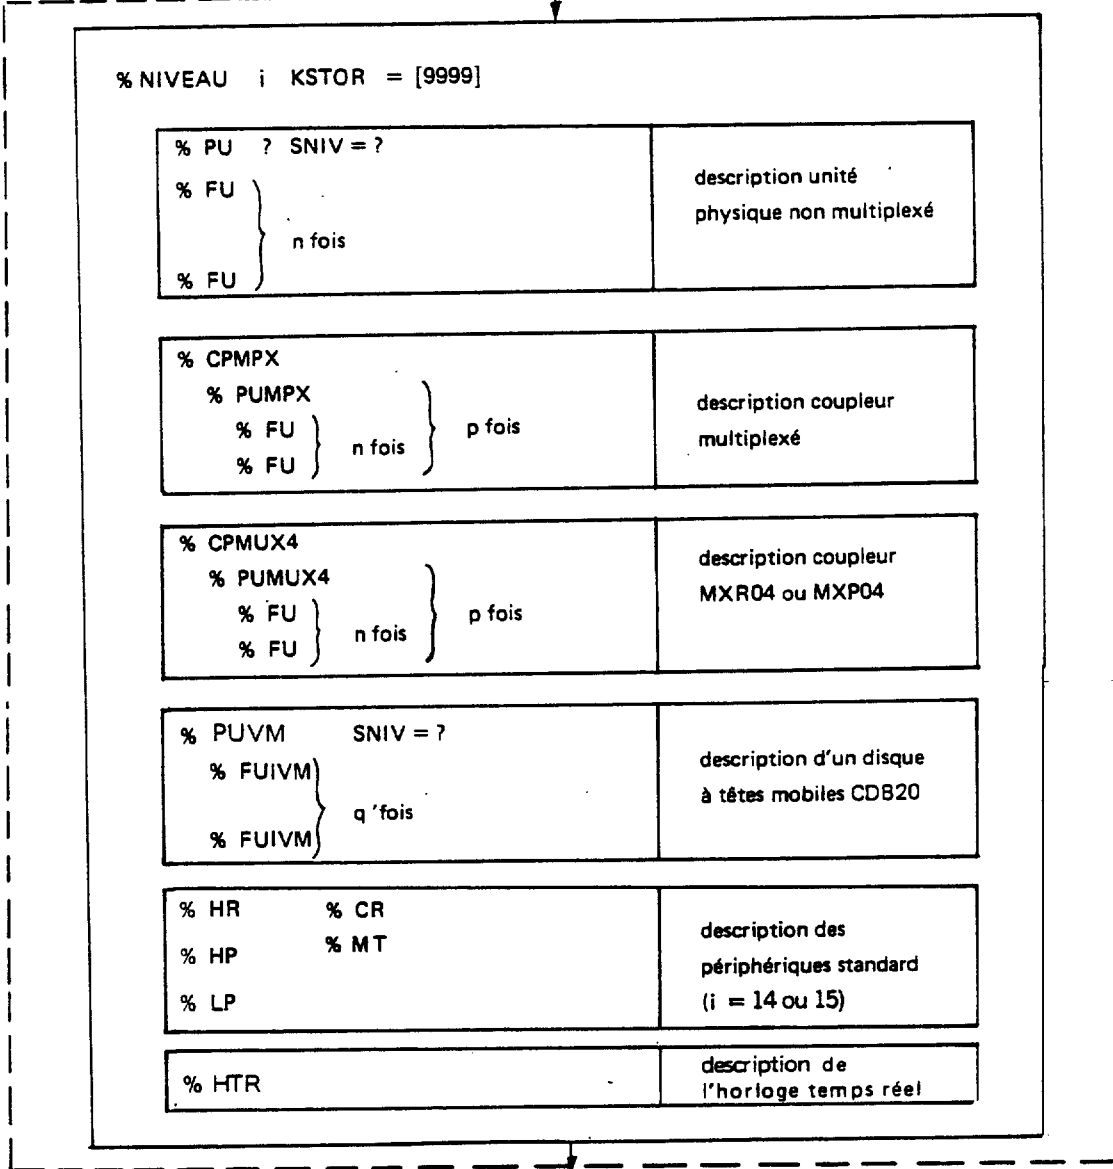 % NIVEAU i KSTOR = [9999]
% PU ? SNIV = ?
% FU
n fois
% FU
description unité
physique non multiplexé
% CPMPX
% PUMPX
% FU
n fois
p fois
% FU
description coupleur
multiplexé
% CPMUX4
% PUMUX4
% FU
n fois
p fois
% FU
description coupleur
MXR04 ou MXP04
% PUVM SNIV = ?
% FUIVM
q 'fois
% FUIVM
description d'un disque
à têtes mobiles CDB20
% HR % CR
% HP % MT
% LP
description des
périphériques standard
(i = 14 ou 15)
% HTR
description de
l'horloge temps réel